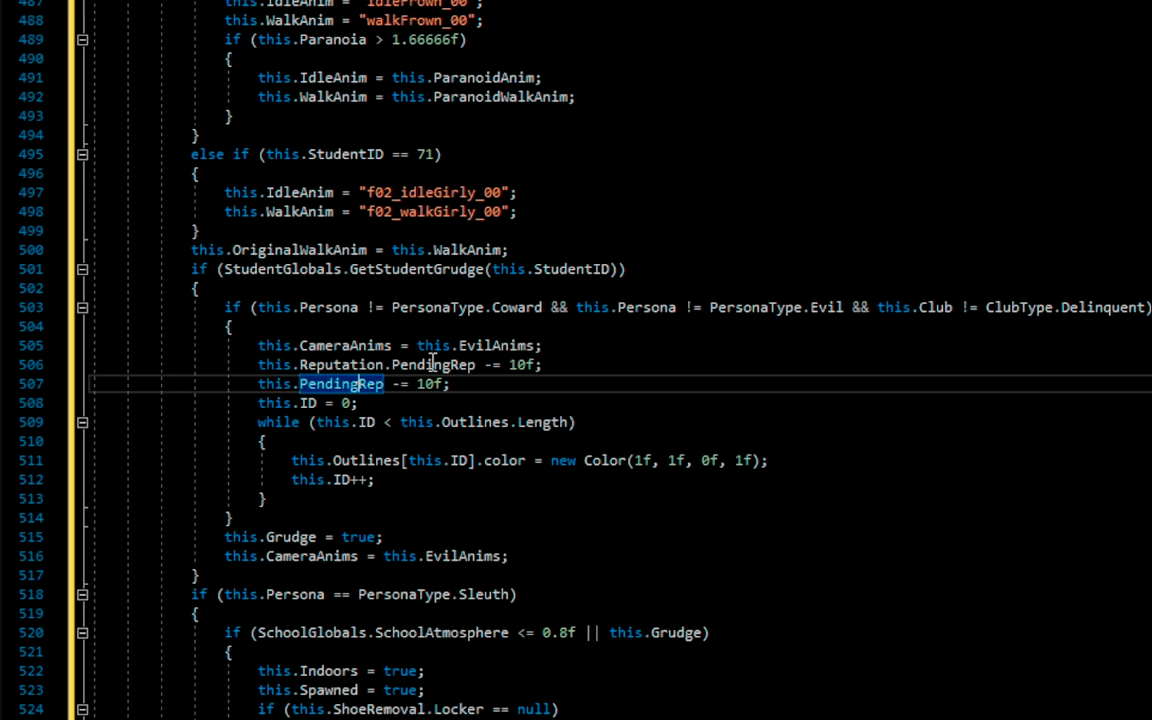 487 this.IdleAnim = "idleFrown_00";
488 this.WalkAnim = "walkFrown_00";
489 if (this.Paranoia > 1.66666f)
490 {
491 this.IdleAnim = this.ParanoidAnim;
492 this.WalkAnim = this.ParanoidWalkAnim;
493 }
494 }
495 else if (this.StudentID == 71)
496 {
497 this.IdleAnim = "f02_idleGirly_00";
498 this.WalkAnim = "f02_walkGirly_00";
499 }
500 this.OriginalWalkAnim = this.WalkAnim;
501 if (StudentGlobals.GetStudentGrudge(this.StudentID))
502 {
503 if (this.Persona != PersonaType.Coward && this.Persona != PersonaType.Evil && this.Club != ClubType.Delinquent)
504 {
505 this.CameraAnims = this.EvilAnims;
506 this.Reputation.PendingRep -= 10f;
507 this.PendingRep -= 10f;
508 this.ID = 0;
509 while (this.ID < this.Outlines.Length)
510 {
511 this.Outlines[this.ID].color = new Color(1f, 1f, 0f, 1f);
512 this.ID++;
513 }
514 }
515 this.Grudge = true;
516 this.CameraAnims = this.EvilAnims;
517 }
518 if (this.Persona == PersonaType.Sleuth)
519 {
520 if (SchoolGlobals.SchoolAtmosphere <= 0.8f || this.Grudge)
521 {
522 this.Indoors = true;
523 this.Spawned = true;
524 if (this.ShoeRemoval.Locker == null)